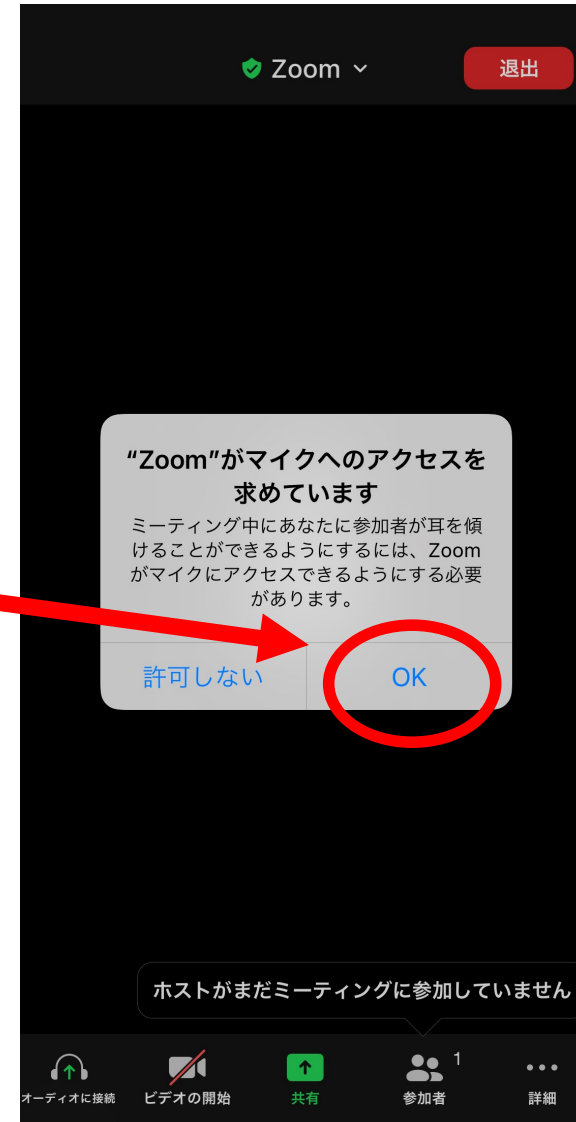 Zoom
退出
“Zoom”がマイクへのアクセスを
求めています
ミーティング中にあなたに参加者が耳を傾
けることができるようにするには、Zoom
がマイクにアクセスできるようにする必要
があります。
許可しない
OK
ホストがまだミーティングに参加していません
1
オーディオに接続
ビデオの開始
共有
参加者
詳細